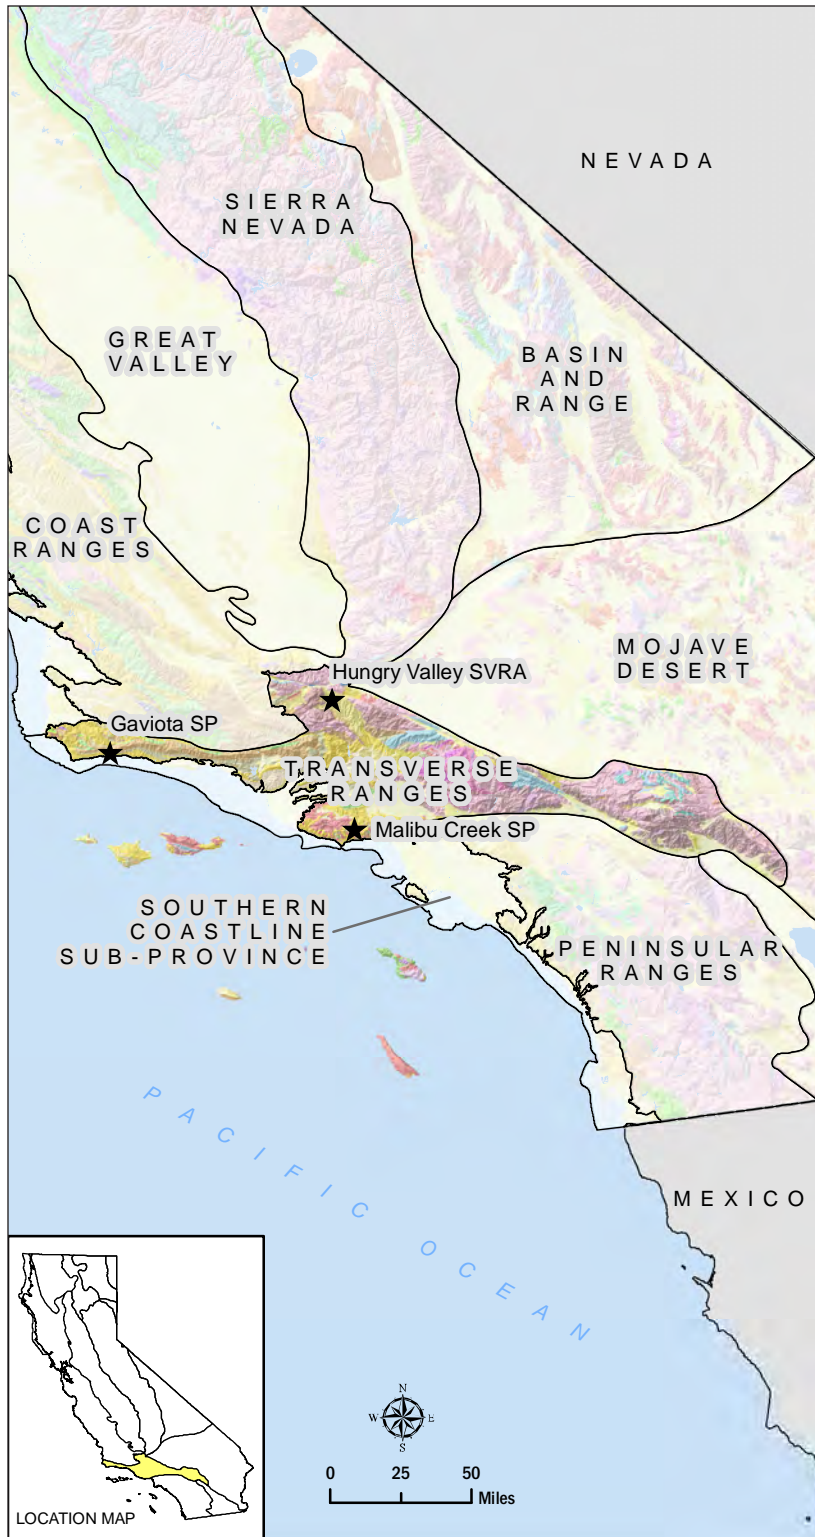 NEVADA
SIERRA
NEVADA
GREAT
VALLEY
BASIN
AND
RANGE
COAST
RANGES
MOJAVE
DESERT
Hungry Valley SVRA
Gaviota SP
TRANSVERSE
RANGES
Malibu Creek SP
SOUTHERN
COASTLINE
SUB-PROVINCE
PENINSULAR
RANGES
PACIFIC OCEAN
MEXICO
LOCATION MAP
N
W E
S
0 25 50
Miles